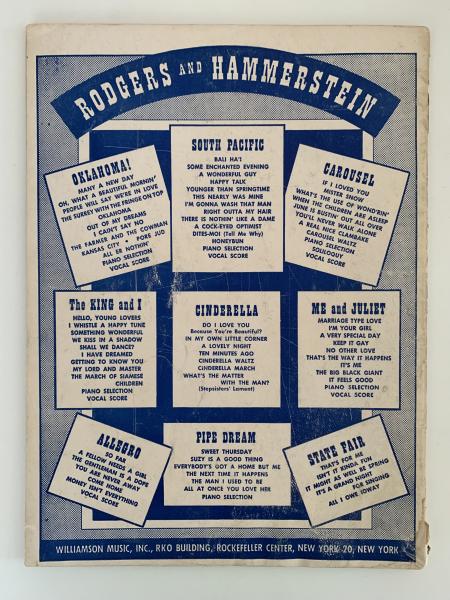 RODGERS AND HAMMERSTEIN
OKLAHOMA!
MANY A NEW DAY
OH, WHAT A BEAUTIFUL MORNIN'
PEOPLE WILL SAY WE'RE IN LOVE
THE SURREY WITH THE FRINGE ON TOP
OKLAHOMA
OUT OF MY DREAMS
I CAIN'T SAY NO
THE FARMER AND THE COWMAN
KANSAS CITY • PORE JUD
ALL ER NOTHIN'
PIANO SELECTION
VOCAL SCORE
SOUTH PACIFIC
BALI HA'I
SOME ENCHANTED EVENING
A WONDERFUL GUY
HAPPY TALK
YOUNGER THAN SPRINGTIME
THIS NEARLY WAS MINE
I'M GONNA WASH THAT MAN
RIGHT OUTTA MY HAIR
THERE IS NOTHIN' LIKE A DAME
A COCK-EYED OPTIMIST
DITES-MOI (Tell Me Why)
HONEYBUN
PIANO SELECTION
VOCAL SCORE
CAROUSEL
IF I LOVED YOU
MISTER SNOW
WHAT'S THE USE OF WOND'RIN'
WHEN THE CHILDREN ARE ASLEEP
JUNE IS BUSTIN' OUT ALL OVER
YOU'LL NEVER WALK ALONE
A REAL NICE CLAMBAKE
CAROUSEL WALTZ
PIANO SELECTION
SOLILOQUY
VOCAL SCORE
The KING and I
HELLO, YOUNG LOVERS
I WHISTLE A HAPPY TUNE
SOMETHING WONDERFUL
WE KISS IN A SHADOW
SHALL WE DANCE?
I HAVE DREAMED
GETTING TO KNOW YOU
MY LORD AND MASTER
THE MARCH OF SIAMESE
CHILDREN
PIANO SELECTION
VOCAL SCORE
CINDERELLA
DO I LOVE YOU
Because You're Beautiful?
IN MY OWN LITTLE CORNER
A LOVELY NIGHT
TEN MINUTES AGO
CINDERELLA WALTZ
CINDERELLA MARCH
WHAT'S THE MATTER
WITH THE MAN?
(Stepsisters' Lament)
ME and JULIET
MARRIAGE TYPE LOVE
I'M YOUR GIRL
A VERY SPECIAL DAY
KEEP IT GAY
NO OTHER LOVE
THAT'S THE WAY IT HAPPENS
IT'S ME
THE BIG BLACK GIANT
IT FEELS GOOD
PIANO SELECTION
VOCAL SCORE
ALLEGRO
SO FAR
A FELLOW NEEDS A GIRL
THE GENTLEMAN IS A DOPE
YOU ARE NEVER AWAY
COME HOME
MONEY ISN'T EVERYTHING
VOCAL SCORE
PIPE DREAM
SWEET THURSDAY
SUZY IS A GOOD THING
EVERYBODY'S GOT A HOME BUT ME
THE NEXT TIME IT HAPPENS
THE MAN I USED TO BE
ALL AT ONCE YOU LOVE HER
PIANO SELECTION
STATE FAIR
THAT'S FOR ME
ISN'T IT KINDA FUN
IT MIGHT AS WELL BE SPRING
IT'S A GRAND NIGHT
FOR SINGING
ALL I OWE IOWAY
WILLIAMSON MUSIC, INC., RKO BUILDING, ROCKEFELLER CENTER, NEW YORK 20, NEW YORK